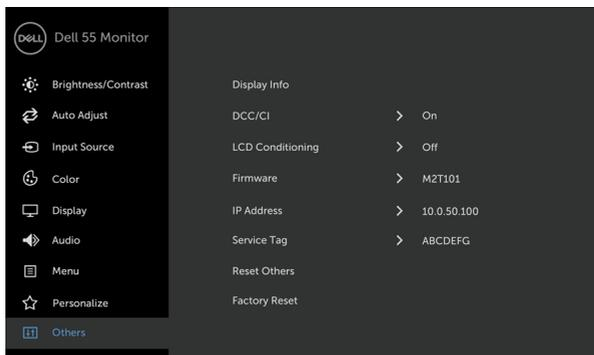 DELL
Dell 55 Monitor
Brightness/Contrast
Display Info
Auto Adjust
DCC/CI On
Input Source
LCD Conditioning Off
Color
Firmware M2T101
Display
IP Address 10.0.50.100
Audio
Service Tag ABCDEFG
Menu
Reset Others
Personalize
Factory Reset
Others